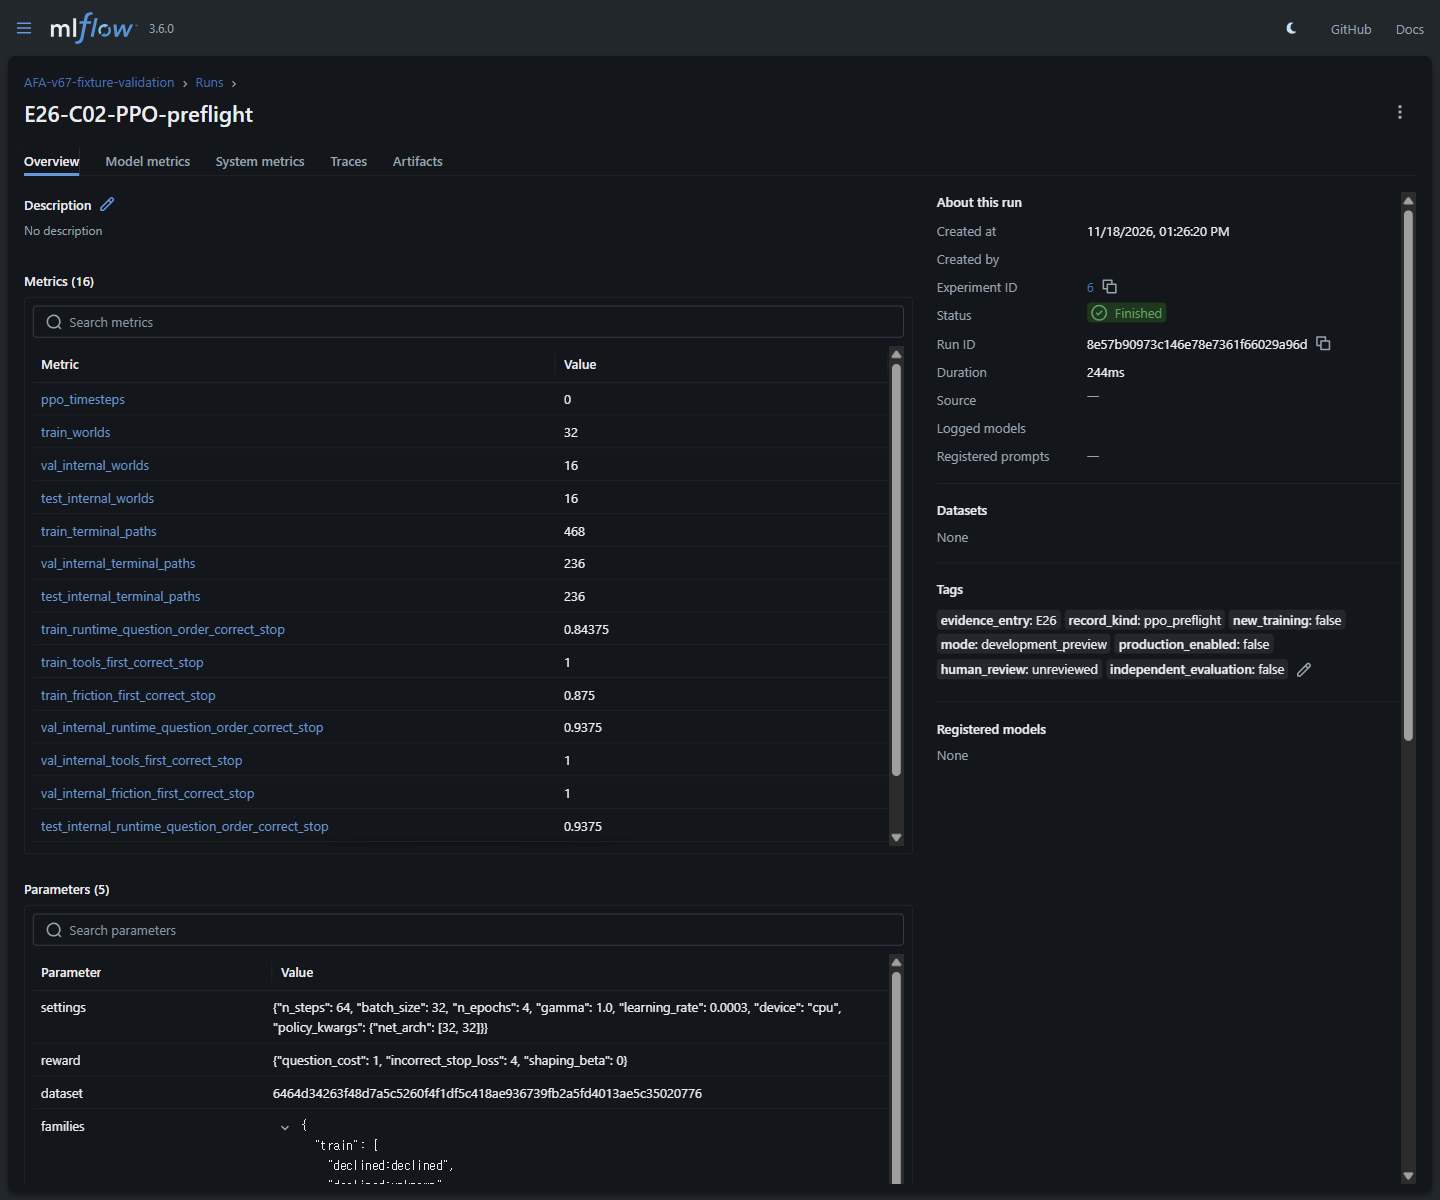 mlflow 3.6.0
GitHub
Docs
AFA-v67-fixture-validation › Runs ›
E26-C02-PPO-preflight
Overview
Model metrics
System metrics
Traces
Artifacts
Description
No description
Metrics (16)
Search metrics
Metric Value
ppo_timesteps 0
train_worlds 32
val_internal_worlds 16
test_internal_worlds 16
train_terminal_paths 468
val_internal_terminal_paths 236
test_internal_terminal_paths 236
train_runtime_question_order_correct_stop 0.84375
train_tools_first_correct_stop 1
train_friction_first_correct_stop 0.875
val_internal_runtime_question_order_correct_stop 0.9375
val_internal_tools_first_correct_stop 1
val_internal_friction_first_correct_stop 1
test_internal_runtime_question_order_correct_stop 0.9375
Parameters (5)
Search parameters
Parameter Value
settings {"n_steps": 64, "batch_size": 32, "n_epochs": 4, "gamma": 1.0, "learning_rate": 0.0003, "device": "cpu",
"policy_kwargs": {"net_arch": [32, 32]}}
reward {"question_cost": 1, "incorrect_stop_loss": 4, "shaping_beta": 0}
dataset 6464d34263f48d7a5c5260f4f1df5c418ae936739fb2a5fd4013ae5c35020776
families {
"train": [
"declined:declined",
About this run
Created at 11/18/2026, 01:26:20 PM
Created by
Experiment ID 6
Status Finished
Run ID 8e57b90973c146e78e7361f66029a96d
Duration 244ms
Source —
Logged models
Registered prompts —
Datasets
None
Tags
evidence_entry: E26 record_kind: ppo_preflight new_training: false
mode: development_preview production_enabled: false
human_review: unreviewed independent_evaluation: false
Registered models
None